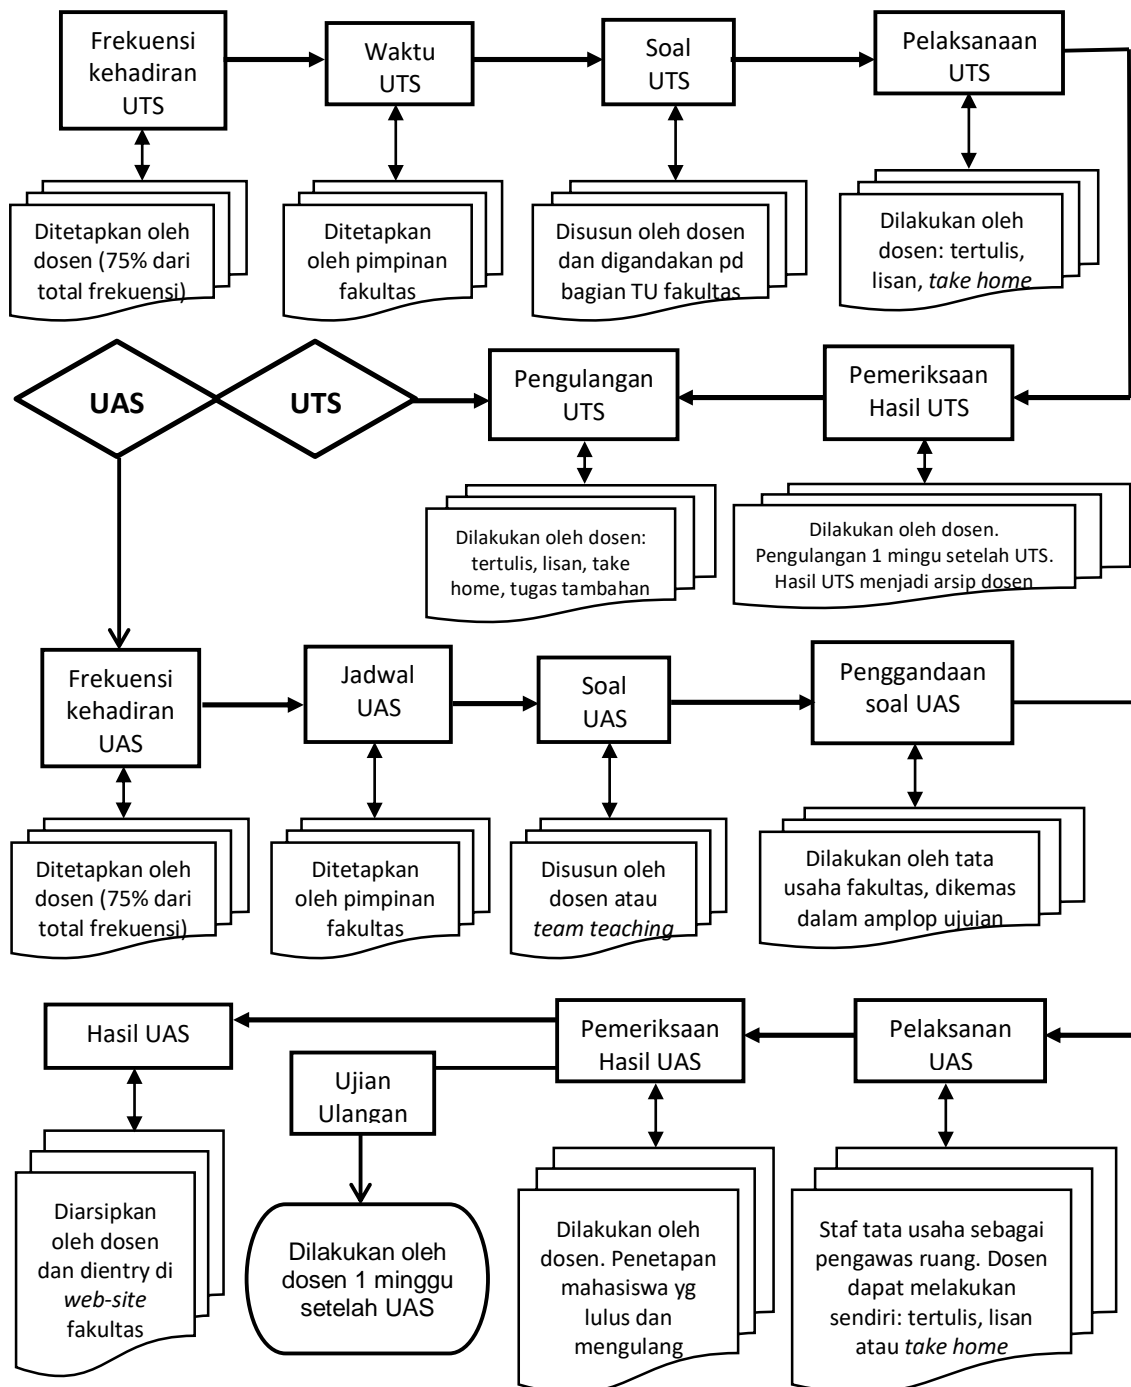 Frekuensi
kehadiran
UTS
Waktu
UTS
Soal
UTS
Pelaksanaan
UTS
Ditetapkan oleh
dosen (75% dari
total frekuensi)
Ditetapkan
oleh pimpinan
fakultas
Disusun oleh dosen
dan digandakan pd
bagian TU fakultas
Dilakukan oleh
dosen: tertulis,
lisan, take home
UAS
UTS
Pengulangan
UTS
Pemeriksaan
Hasil UTS
Dilakukan oleh dosen:
tertulis, lisan, take
home, tugas tambahan
Dilakukan oleh dosen.
Pengulangan 1 mingu setelah UTS.
Hasil UTS menjadi arsip dosen
Frekuensi
kehadiran
UAS
Jadwal
UAS
Soal
UAS
Penggandaan
soal UAS
Ditetapkan oleh
dosen (75% dari
total frekuensi)
Ditetapkan
oleh pimpinan
fakultas
Disusun oleh
dosen atau
team teaching
Dilakukan oleh tata
usaha fakultas, dikemas
dalam amplop ujuian
Hasil UAS
Ujian
Ulangan
Pemeriksaan
Hasil UAS
Pelaksanan
UAS
Diarsipkan
oleh dosen
dan dientry di
web-site
fakultas
Dilakukan oleh
dosen 1 minggu
setelah UAS
Dilakukan oleh
dosen. Penetapan
mahasiswa yg
lulus dan
mengulang
Staf tata usaha sebagai
pengawas ruang. Dosen
dapat melakukan
sendiri: tertulis, lisan
atau take home